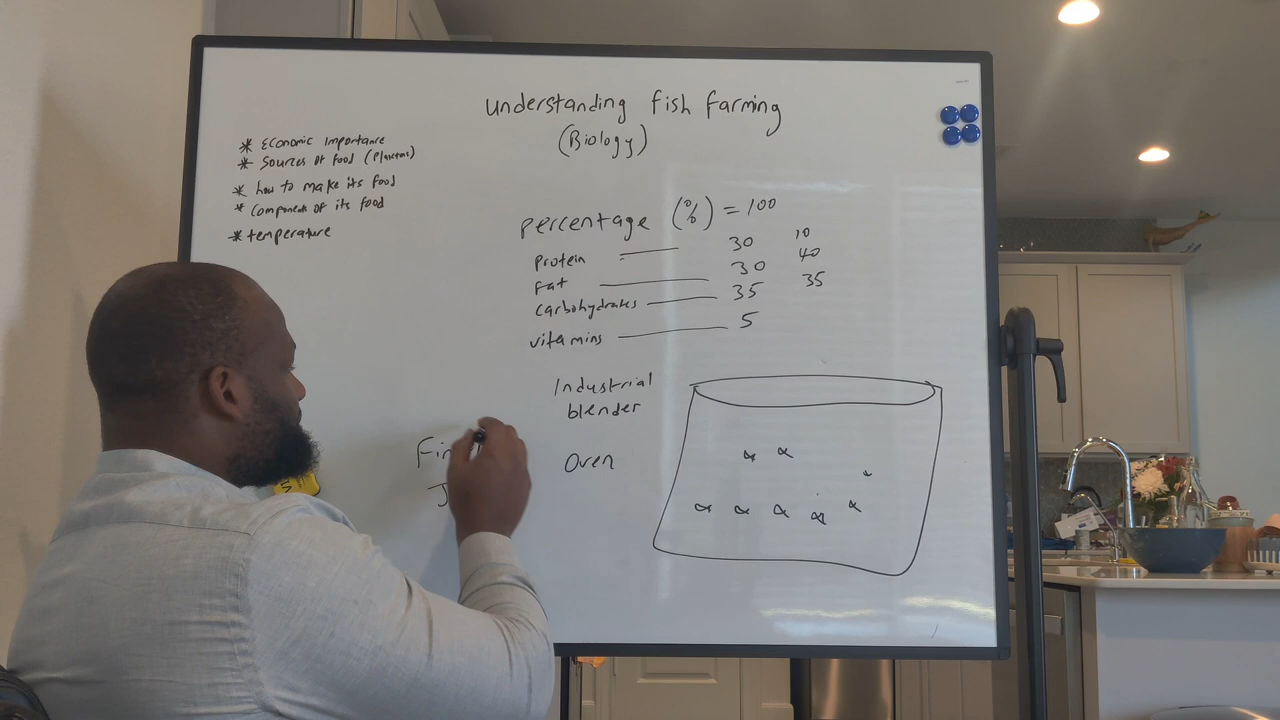 understanding fish farming
(Biology)
* Economic Importance
* Sources of food (Planktons)
* how to make its food
* Component of its food
* temperature
percentage (%) = 100
protein 30 10
fat 30 40
carbohydrates 35 35
vitamins 5
Industrial
blender
Oven